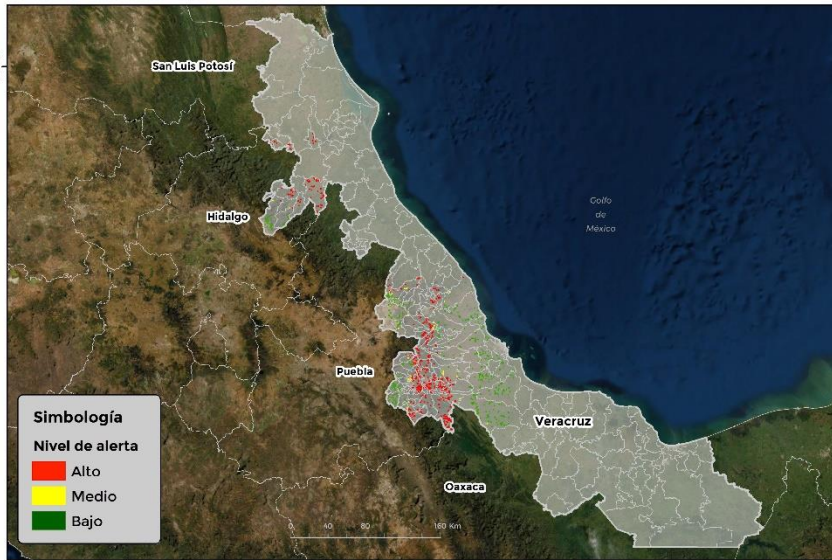 San Luis Potosí
Hidalgo
Golfo
de
México
Puebla
Veracruz
Oaxaca
Simbología
Nivel de alerta
Alto
Medio
Bajo
0 40 80 160 Km